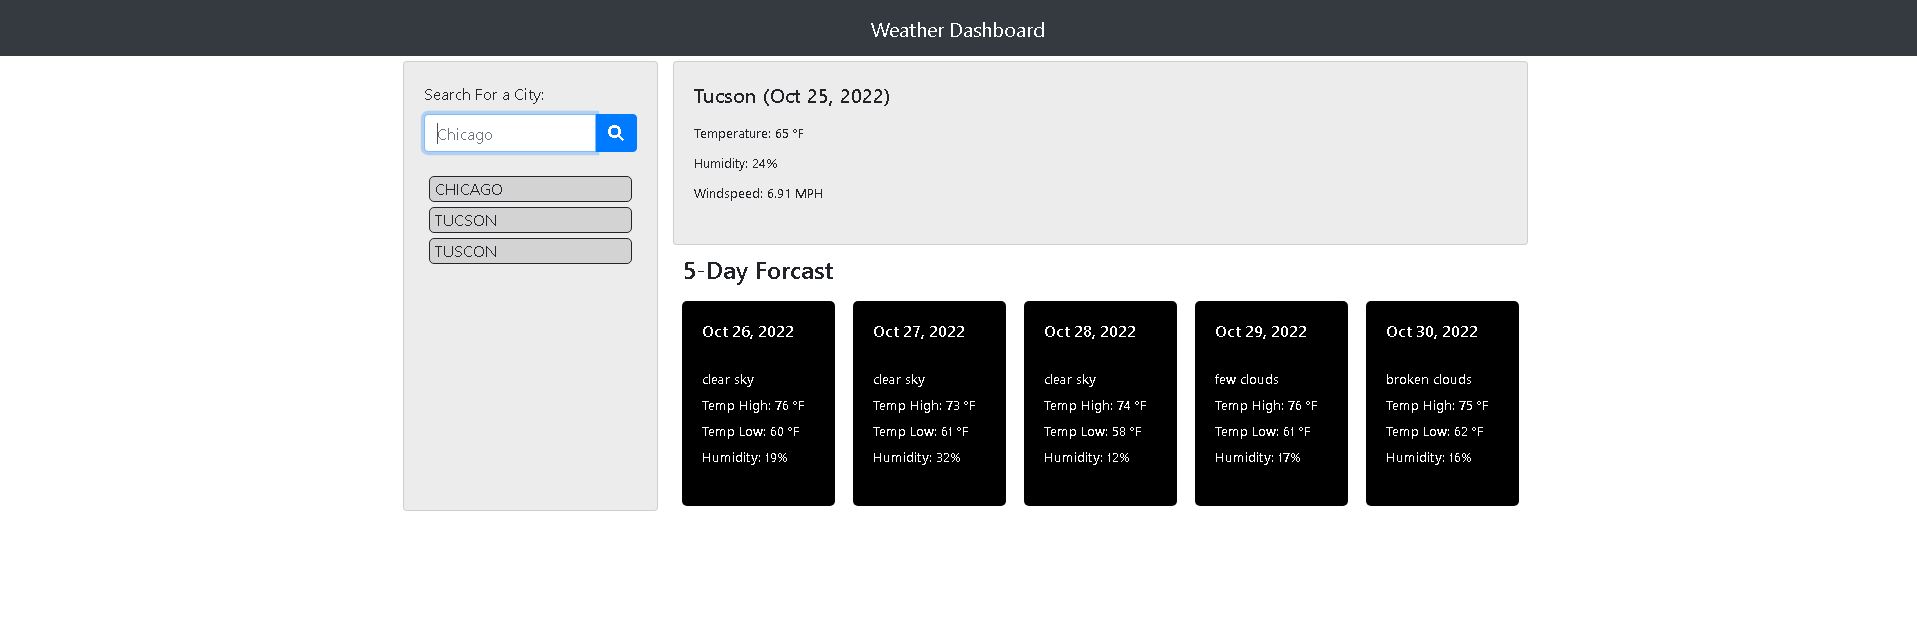 Weather Dashboard
Search For a City:
Chicago
CHICAGO
TUCSON
TUSCON
Tucson (Oct 25, 2022)
Temperature: 65 °F
Humidity: 24%
Windspeed: 6.91 MPH
5-Day Forcast
Oct 26, 2022
clear sky
Temp High: 76 °F
Temp Low: 60 °F
Humidity: 19%
Oct 27, 2022
clear sky
Temp High: 73 °F
Temp Low: 61 °F
Humidity: 32%
Oct 28, 2022
clear sky
Temp High: 74 °F
Temp Low: 58 °F
Humidity: 12%
Oct 29, 2022
few clouds
Temp High: 76 °F
Temp Low: 61 °F
Humidity: 17%
Oct 30, 2022
broken clouds
Temp High: 75 °F
Temp Low: 62 °F
Humidity: 16%